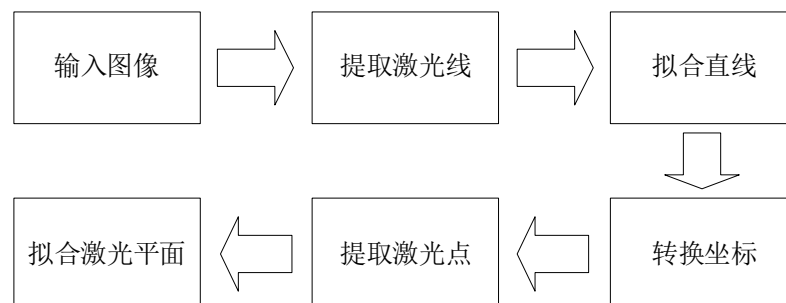 输入图像
提取激光线
拟合直线
转换坐标
提取激光点
拟合激光平面